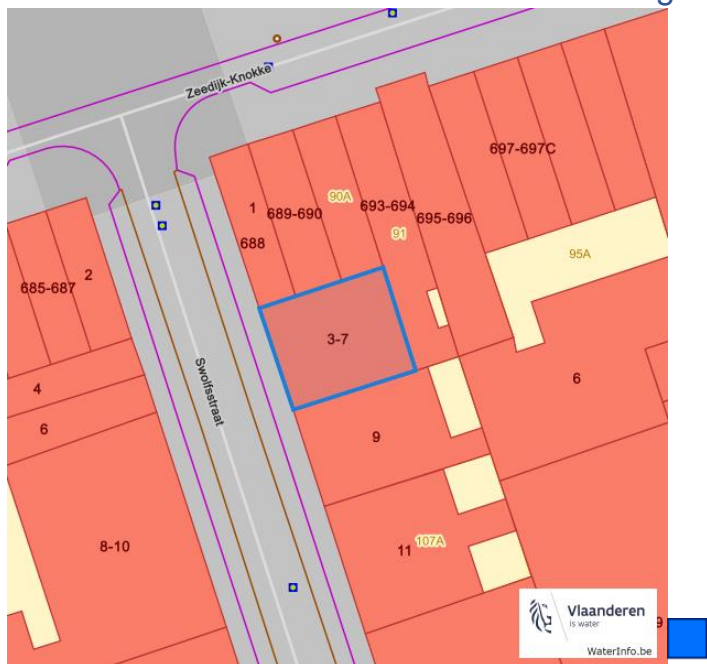 g
Zeedijk-Knokke
697-697C
1
689-690
90A
693-694
688
91
695-696
95A
685-687
2
3-7
4
Swolfsstraat
6
6
9
8-10
11
107A
9
Vlaanderen
is water
WaterInfo.be